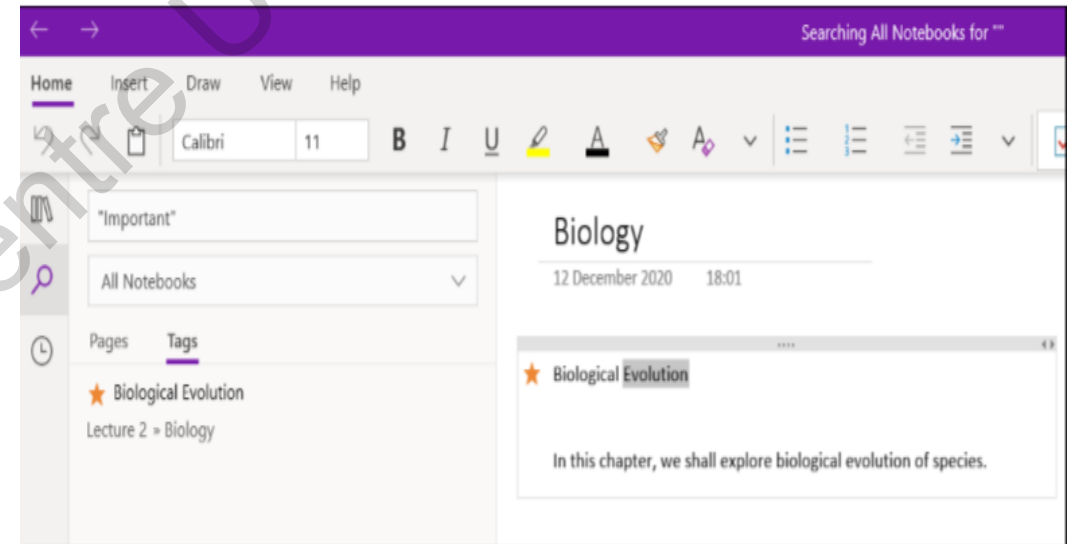 Searching All Notebooks for ""
Home Insert Draw View Help
Calibri 11 B I U A A
"Important"
All Notebooks
Pages Tags
Biological Evolution
Lecture 2 » Biology
Biology
12 December 2020 18:01
Biological Evolution
In this chapter, we shall explore biological evolution of species.
entre